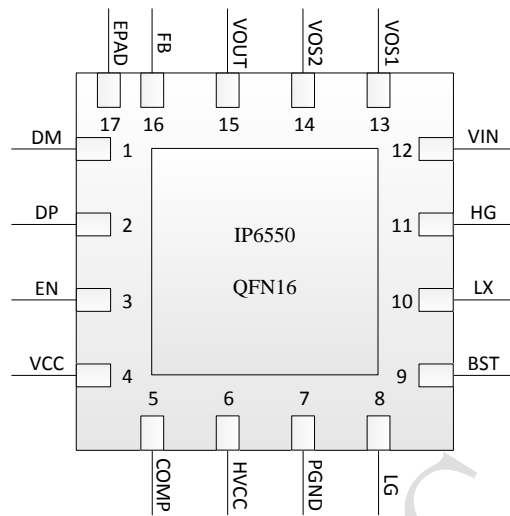 EPAD
FB
VOUT
VOS2
VOS1
17
16
15
14
13
DM
1
12
VIN
DP
2
IP6550
11
HG
EN
3
QFN16
10
LX
VCC
4
9
BST
5
6
7
8
COMP
HVCC
PGND
LG
C